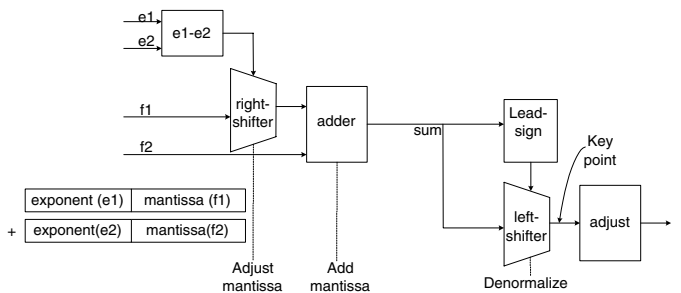 e1
e2
e1-e2
f1
right-
shifter
f2
adder
sum
Lead-
sign
Key
point
left-
shifter
adjust
exponent (e1) mantissa (f1)
+ exponent(e2) mantissa(f2)
Adjust
mantissa
Add
mantissa
Denormalize